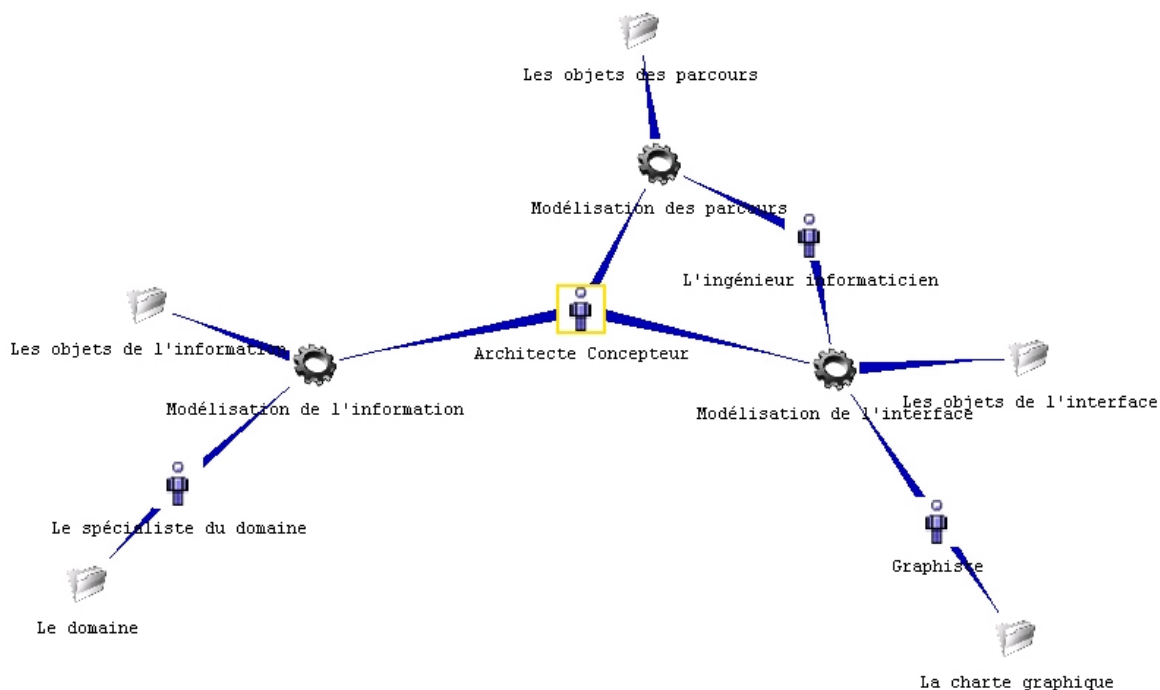 Les objets des parcours
Modélisation des parcours
L'ingénieur informaticien
Les objets de l'information
Architecte Concepteur
Modélisation de l'information
Modélisation de l'interface
Les objets de l'interface
Le spécialiste du domaine
Graphiste
Le domaine
La charte graphique